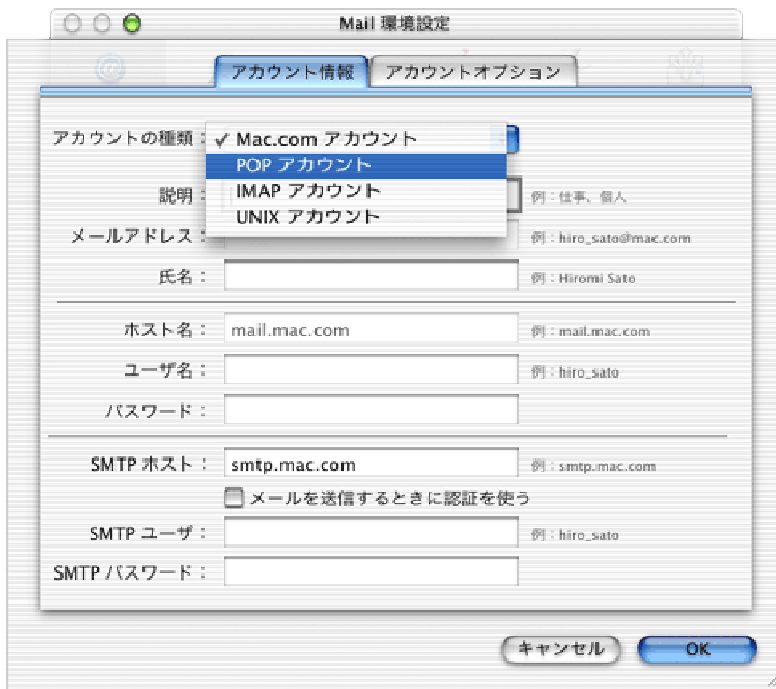 Mail 環境設定
アカウント情報 アカウントオプション
アカウントの種類： ✓ Mac.com アカウント
POP アカウント
説明： IMAP アカウント 例：仕事、個人
UNIX アカウント
メールアドレス： 例：hiro_sato@mac.com
氏名： 例：Hiromi Sato
ホスト名： mail.mac.com 例：mail.mac.com
ユーザ名： 例：hiro_sato
パスワード：
SMTP ホスト： smtp.mac.com 例：smtp.mac.com
メールを送信するときに認証を使う
SMTP ユーザ： 例：hiro_sato
SMTP パスワード：
キャンセル OK